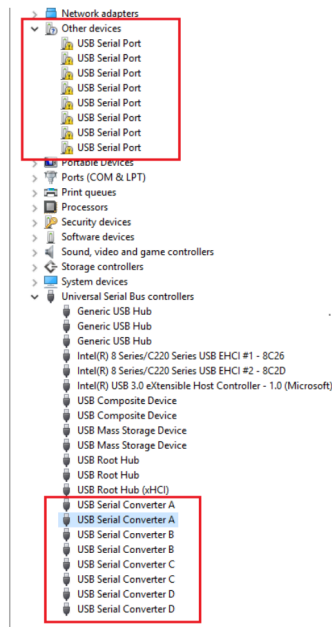 Network adapters
Other devices
USB Serial Port
USB Serial Port
USB Serial Port
USB Serial Port
USB Serial Port
USB Serial Port
USB Serial Port
USB Serial Port
Portable Devices
Ports (COM & LPT)
Print queues
Processors
Security devices
Software devices
Sound, video and game controllers
Storage controllers
System devices
Universal Serial Bus controllers
Generic USB Hub
Generic USB Hub
Generic USB Hub
Intel(R) 8 Series/C220 Series USB EHCI #1 - 8C26
Intel(R) 8 Series/C220 Series USB EHCI #2 - 8C2D
Intel(R) USB 3.0 eXtensible Host Controller - 1.0 (Microsoft)
USB Composite Device
USB Composite Device
USB Mass Storage Device
USB Mass Storage Device
USB Root Hub
USB Root Hub
USB Root Hub (xHCI)
USB Serial Converter A
USB Serial Converter A
USB Serial Converter B
USB Serial Converter B
USB Serial Converter C
USB Serial Converter C
USB Serial Converter D
USB Serial Converter D